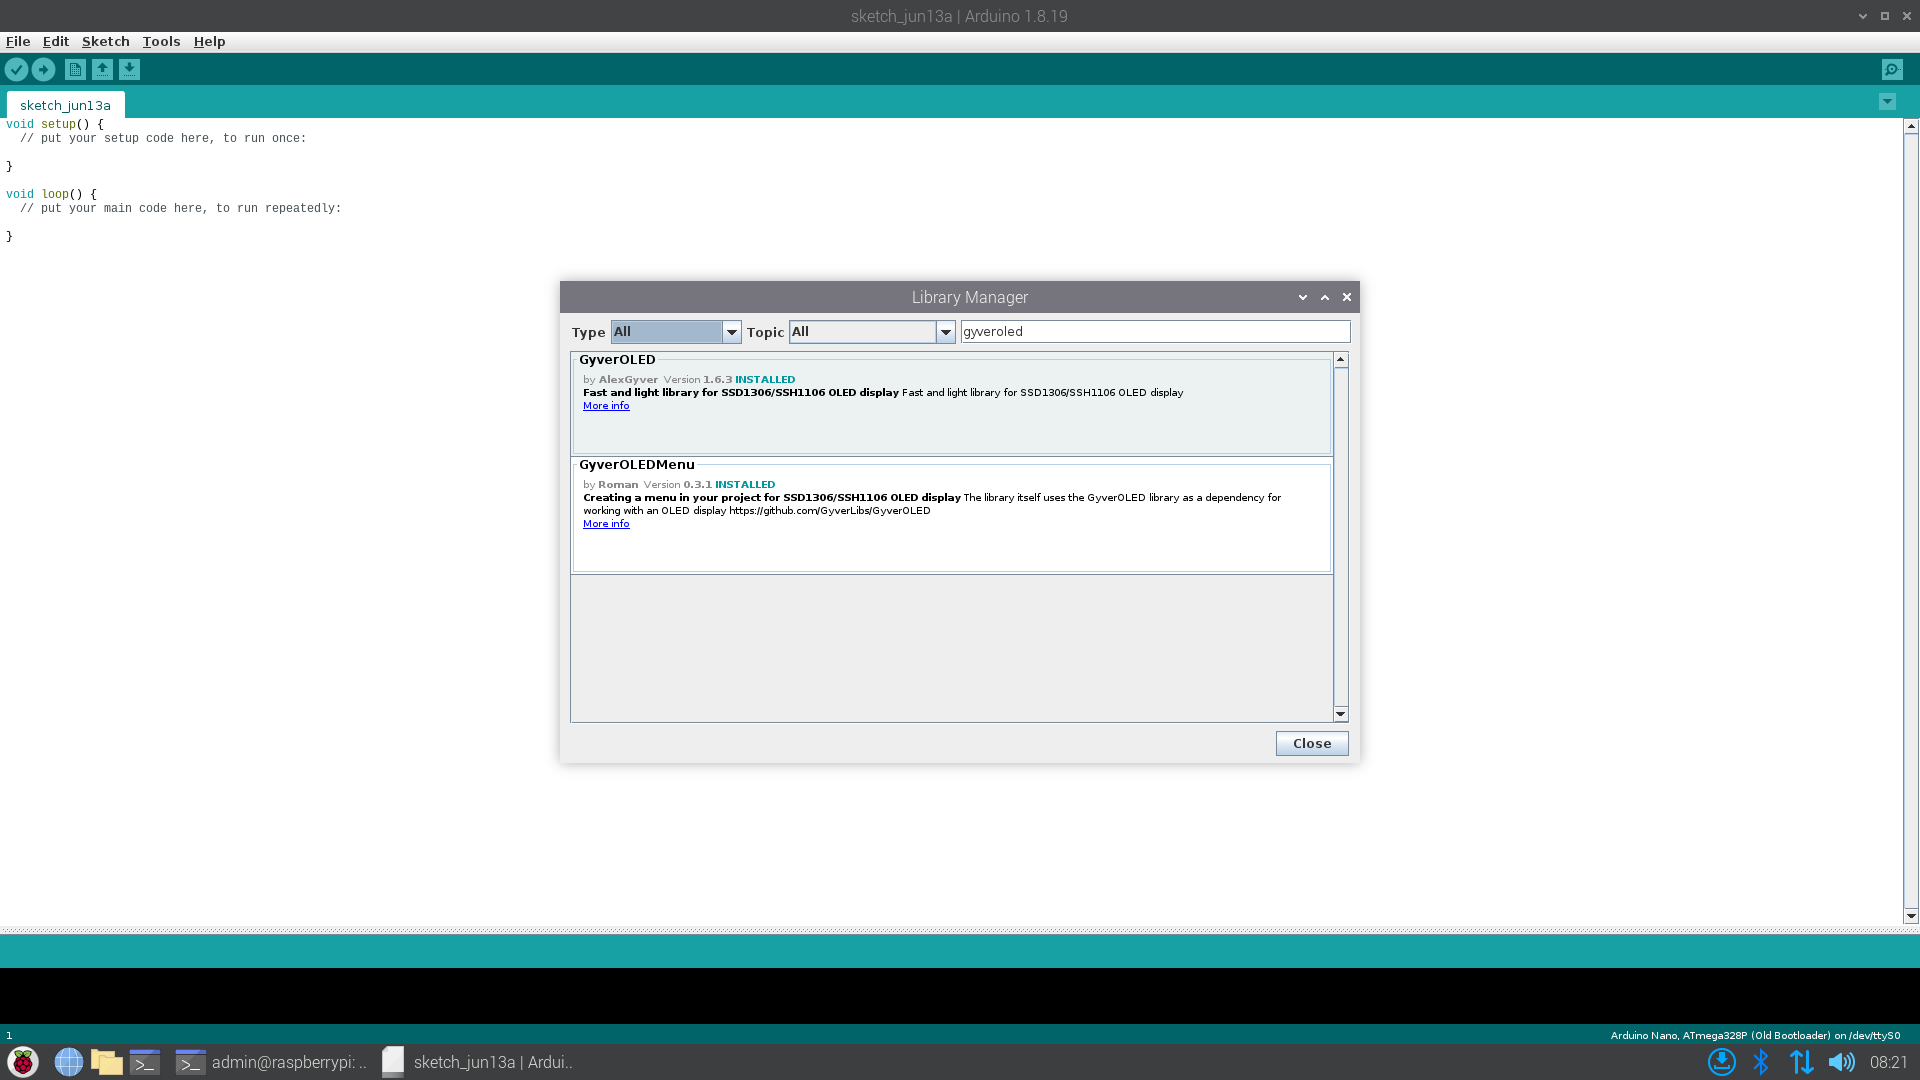 sketch_jun13a | Arduino 1.8.19
File Edit Sketch Tools Help
sketch_jun13a
void setup() {
// put your setup code here, to run once:
}
void loop() {
// put your main code here, to run repeatedly:
}
Library Manager
Type All Topic All gyveroled
GyverOLED
by AlexGyver Version 1.6.3 INSTALLED
Fast and light library for SSD1306/SSH1106 OLED display Fast and light library for SSD1306/SSH1106 OLED display
More info
GyverOLEDMenu
by Roman Version 0.3.1 INSTALLED
Creating a menu in your project for SSD1306/SSH1106 OLED display The library itself uses the GyverOLED library as a dependency for
working with an OLED display https://github.com/GyverLibs/GyverOLED
More info
Close
1 Arduino Nano, ATmega328P (Old Bootloader) on /dev/ttyS0
admin@raspberrypi: .. sketch_jun13a | Ardui.. 08:21